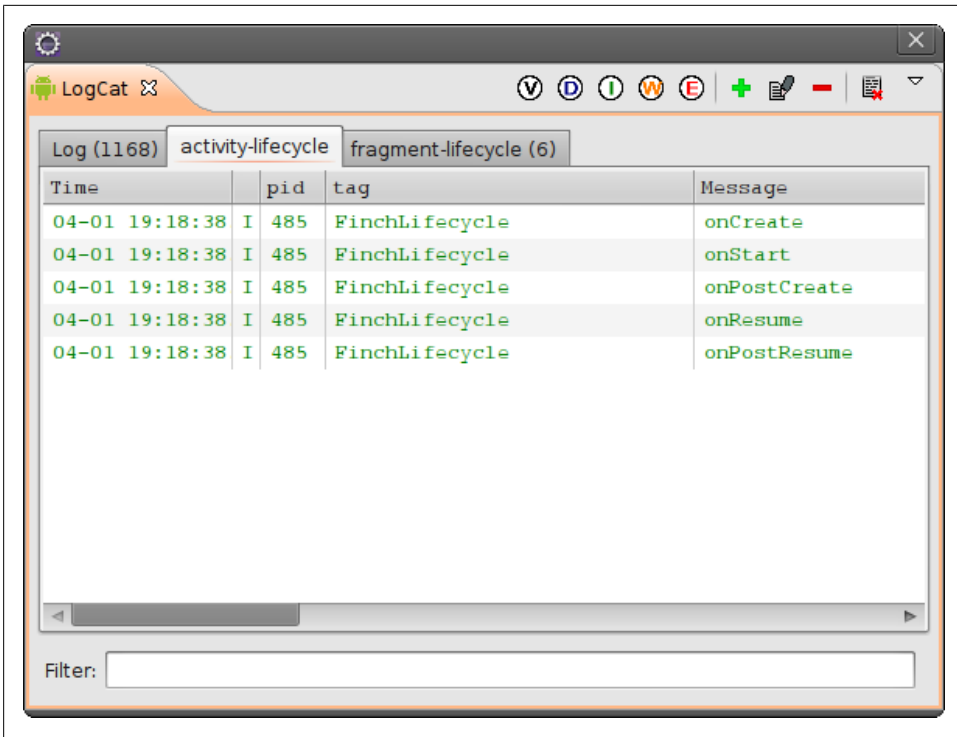 LogCat
V D I W E
Log (1168) activity-lifecycle fragment-lifecycle (6)
Time pid tag Message
04-01 19:18:38 I 485 FinchLifecycle onCreate
04-01 19:18:38 I 485 FinchLifecycle onStart
04-01 19:18:38 I 485 FinchLifecycle onPostCreate
04-01 19:18:38 I 485 FinchLifecycle onResume
04-01 19:18:38 I 485 FinchLifecycle onPostResume
Filter: